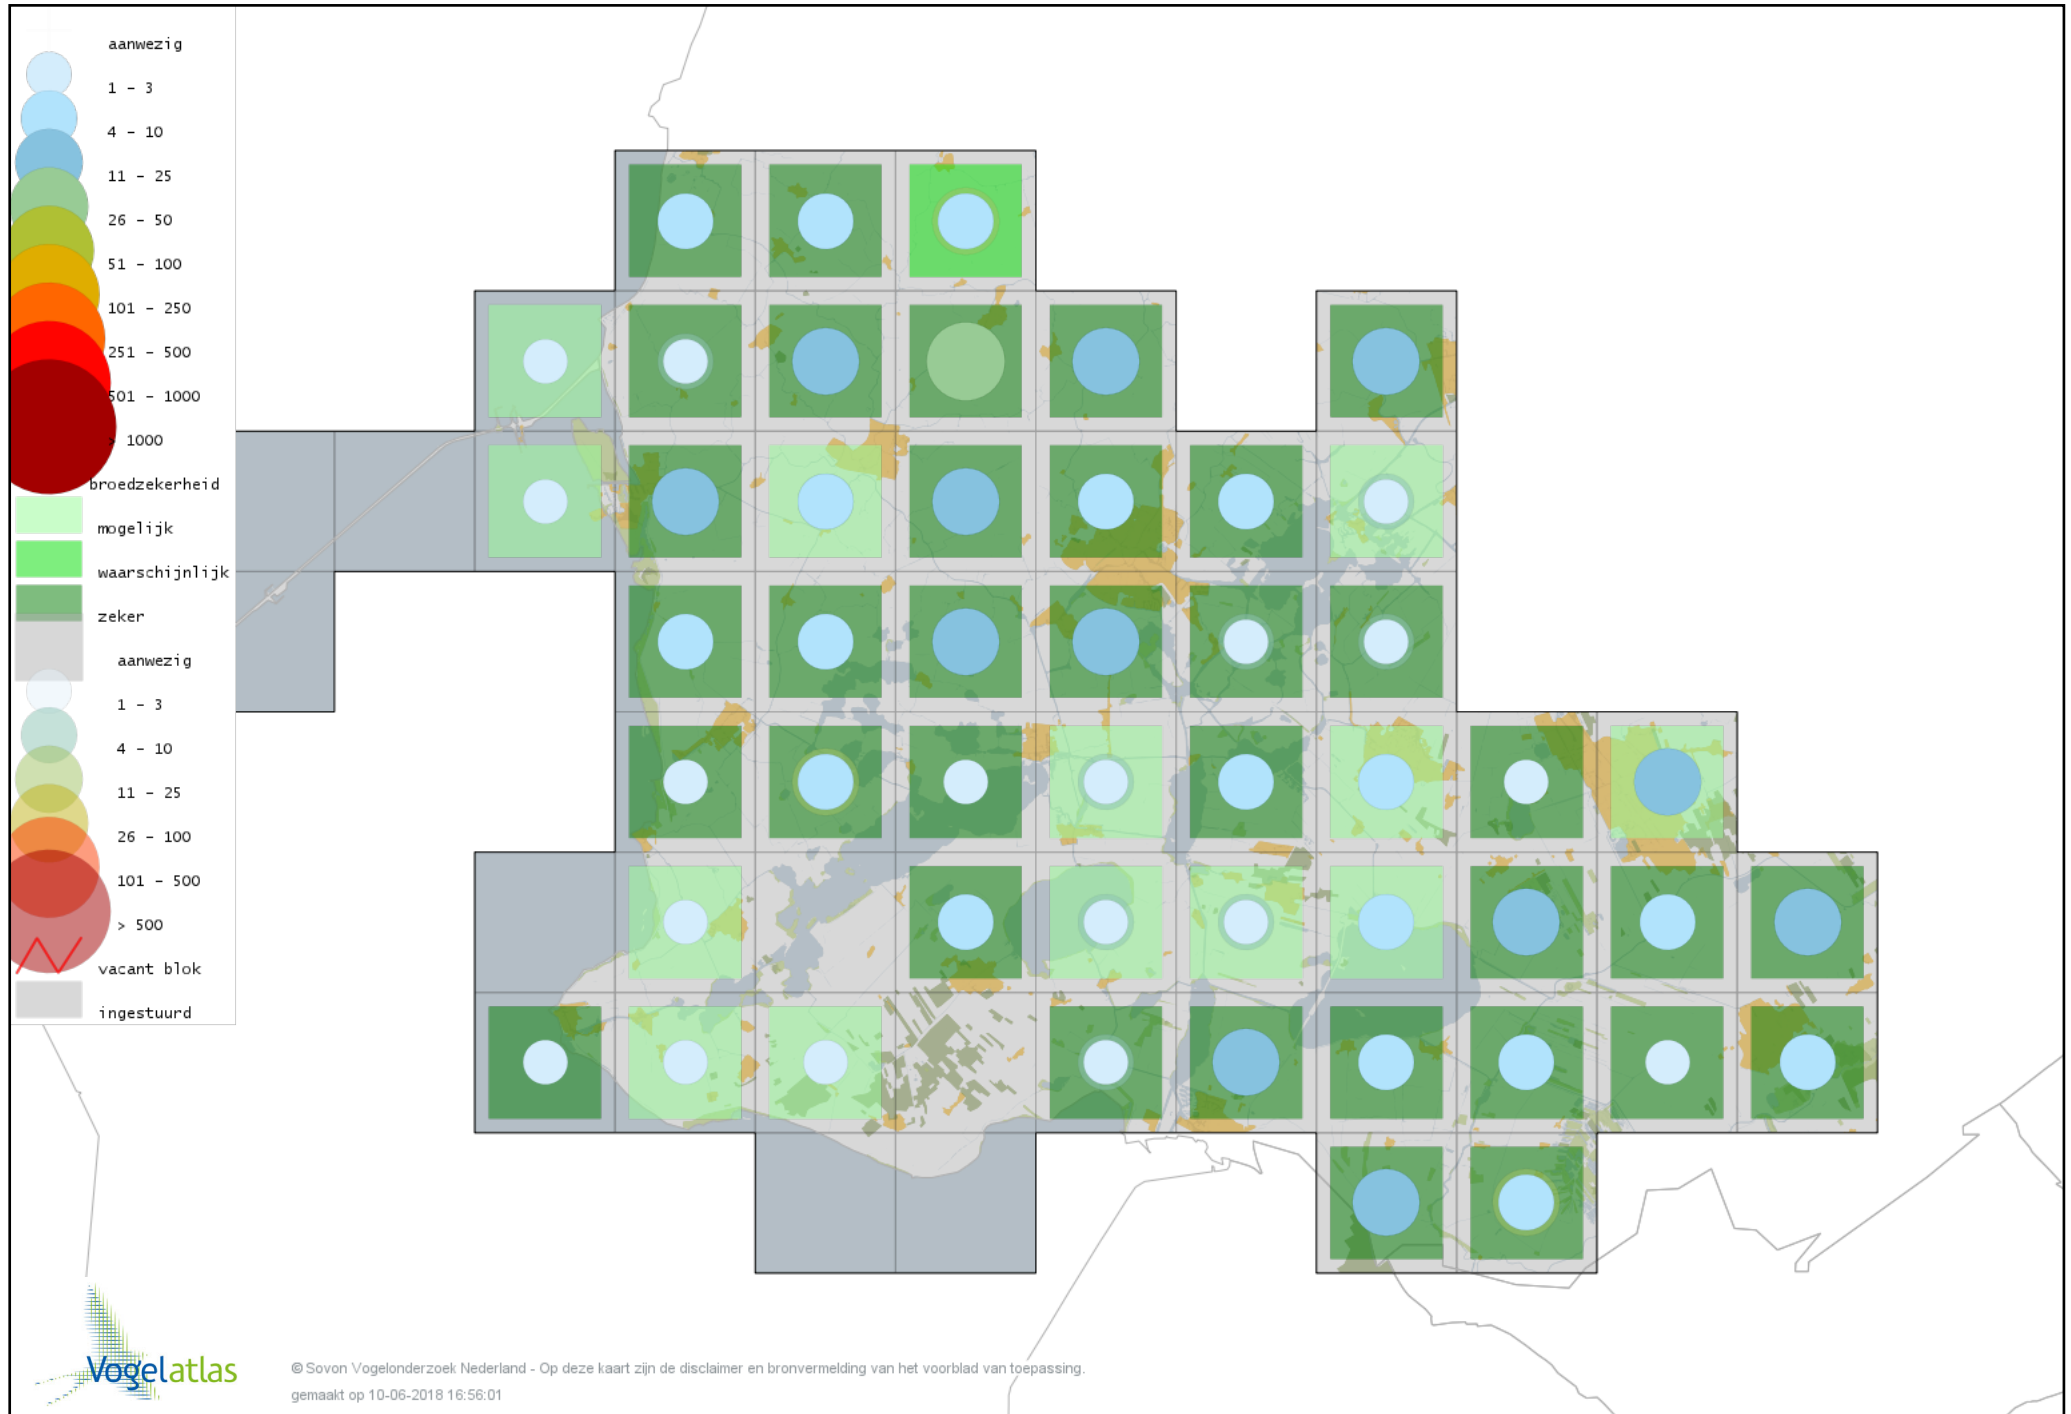 aanwezig
1 - 3
4 - 10
11 - 25
26 - 50
51 - 100
101 - 250
251 - 500
501 - 1000
> 1000
broedzekerheid
mogelijk
waarschijnlijk
zeker
aanwezig
1 - 3
4 - 10
11 - 25
26 - 100
101 - 500
> 500
vacant blok
ingestuurd
Vogelatlas
© Sovon Vogelonderzoek Nederland - Op deze kaart zijn de disclaimer en bronvermelding van het voorblad van toepassing.
gemaakt op 10-06-2018 16:56:01